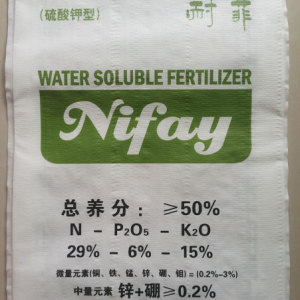 （硫酸钾型） 耐菲
WATER SOLUBLE FERTILIZER
Nifay
总养分：≥50%
N - P₂O₅ - K₂O
29% - 6% - 15%
微量元素(铜、铁、锰、锌、硼、钼)=(0.2%-3%)
中量元素 锌+硼≥0.2%